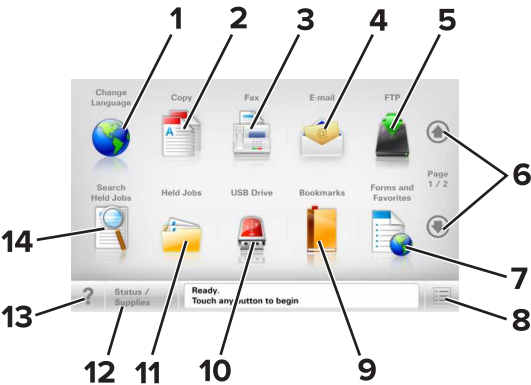 1 2 3 4 5
Change
Language
Copy
Fax
E-mail
FTP
Page
1 / 2
6
Search
Held Jobs
Held Jobs
USB Drive
Bookmarks
Forms and
Favorites
14
7
?
Status /
Supplies
Ready.
Touch any button to begin
13
12
11
10
9
8